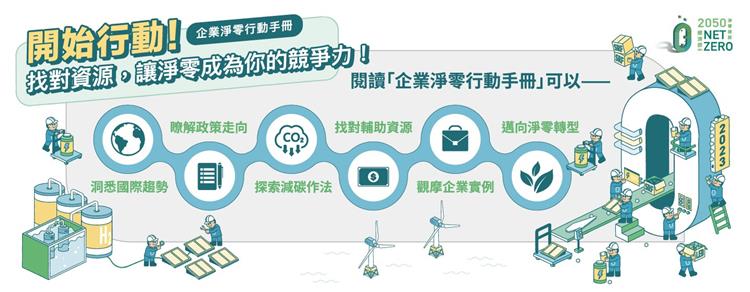 開始行動！
企業淨零行動手冊
找對資源，讓淨零成為你的競爭力！
2050
NET
ZERO
閱讀「企業淨零行動手冊」可以——
瞭解政策走向
找對輔助資源
邁向淨零轉型
CO2
洞悉國際趨勢
探索減碳作法
觀摩企業實例
2023
H